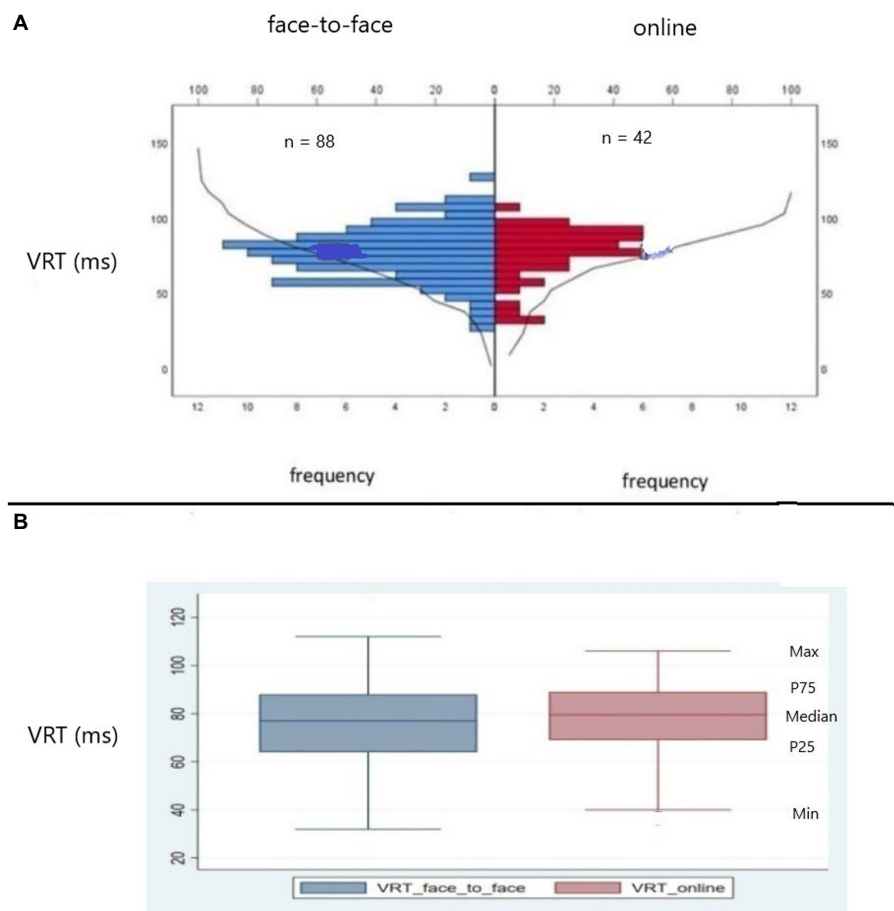 A
face-to-face online
100 80 60 40 20 0 20 40 60 80 100
n = 88 n = 42
150 150
100 100
VRT (ms)
50 50
0 0
12 10 8 6 4 2 0 2 4 6 8 10 12
frequency frequency
B
120
100
80
60
40
20
VRT (ms)
Max
P75
Median
P25
Min
VRT_face_to_face VRT_online